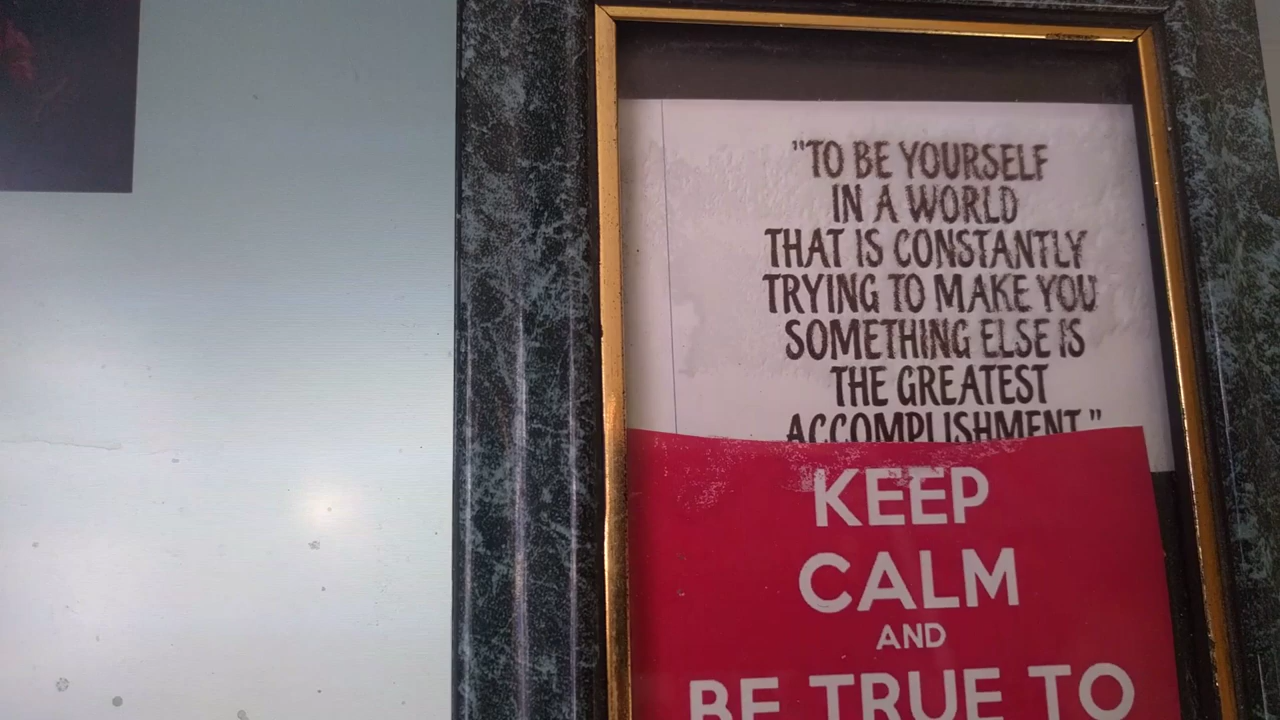 "TO BE YOURSELF
IN A WORLD
THAT IS CONSTANTLY
TRYING TO MAKE YOU
SOMETHING ELSE IS
THE GREATEST
ACCOMPLISHMENT."
KEEP
CALM
AND
BE TRUE TO